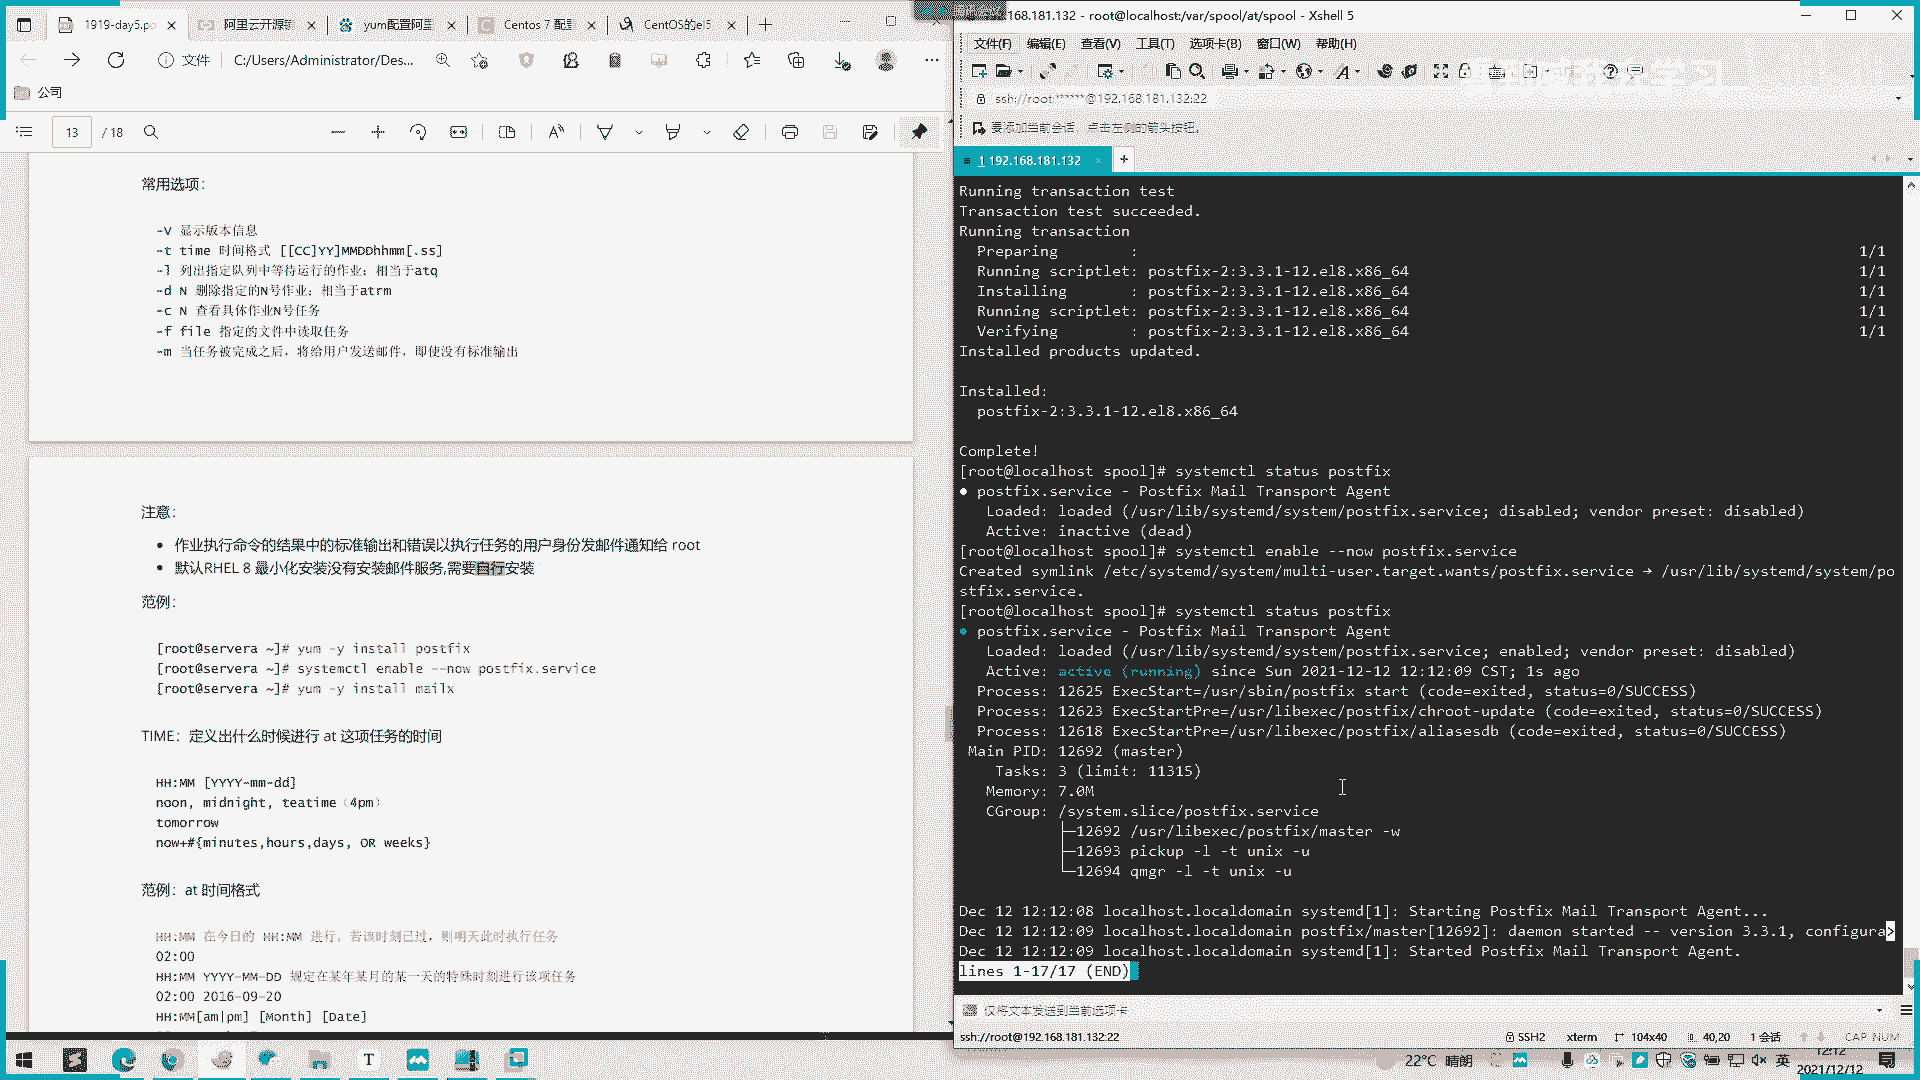 1919-day5.pd
阿里云开源镜
yum配置阿里
Centos 7 配置
CentOS的el5
文件
C:/Users/Administrator/Des...
公司
13 / 18
常用选项：
-V 显示版本信息
-t time 时间格式 [[CC]YY]MMDDhhmm[.ss]
-l 列出指定队列中等待运行的作业；相当于atq
-d N 删除指定的N号作业；相当于atrm
-c N 查看具体作业N号任务
-f file 指定的文件中读取任务
-m 当任务被完成之后，将给用户发送邮件，即使没有标准输出
注意：
作业执行命令的结果中的标准输出和错误以执行任务的用户身份发邮件通知给 root
默认RHEL 8 最小化安装没有安装邮件服务,需要自行安装
范例：
[root@servera ~]# yum -y install postfix
[root@servera ~]# systemctl enable --now postfix.service
[root@servera ~]# yum -y install mailx
TIME：定义出什么时候进行 at 这项任务的时间
HH:MM [YYYY-mm-dd]
noon, midnight, teatime（4pm）
tomorrow
now+#{minutes,hours,days, OR weeks}
范例：at 时间格式
HH:MM 在今日的 HH:MM 进行，若该时刻已过，则明天此时执行任务
02:00
HH:MM YYYY-MM-DD 规定在某年某月的某一天的特殊时刻进行该项任务
02:00 2016-09-20
HH:MM[am|pm] [Month] [Date]
192.168.181.132 - root@localhost:/var/spool/at/spool - Xshell 5
文件(F) 编辑(E) 查看(V) 工具(T) 选项卡(B) 窗口(W) 帮助(H)
ssh://root:******@192.168.181.132:22
要添加当前会话，点击左侧的箭头按钮。
1 192.168.181.132
Running transaction test
Transaction test succeeded.
Running transaction
Preparing : 1/1
Running scriptlet: postfix-2:3.3.1-12.el8.x86_64 1/1
Installing : postfix-2:3.3.1-12.el8.x86_64 1/1
Running scriptlet: postfix-2:3.3.1-12.el8.x86_64 1/1
Verifying : postfix-2:3.3.1-12.el8.x86_64 1/1
Installed products updated.
Installed:
postfix-2:3.3.1-12.el8.x86_64
Complete!
[root@localhost spool]# systemctl status postfix
● postfix.service - Postfix Mail Transport Agent
Loaded: loaded (/usr/lib/systemd/system/postfix.service; disabled; vendor preset: disabled)
Active: inactive (dead)
[root@localhost spool]# systemctl enable --now postfix.service
Created symlink /etc/systemd/system/multi-user.target.wants/postfix.service → /usr/lib/systemd/system/po
stfix.service.
[root@localhost spool]# systemctl status postfix
● postfix.service - Postfix Mail Transport Agent
Loaded: loaded (/usr/lib/systemd/system/postfix.service; enabled; vendor preset: disabled)
Active: active (running) since Sun 2021-12-12 12:12:09 CST; 1s ago
Process: 12625 ExecStart=/usr/sbin/postfix start (code=exited, status=0/SUCCESS)
Process: 12623 ExecStartPre=/usr/libexec/postfix/chroot-update (code=exited, status=0/SUCCESS)
Process: 12618 ExecStartPre=/usr/libexec/postfix/aliasesdb (code=exited, status=0/SUCCESS)
Main PID: 12692 (master)
Tasks: 3 (limit: 11315)
Memory: 7.0M
CGroup: /system.slice/postfix.service
├─12692 /usr/libexec/postfix/master -w
├─12693 pickup -l -t unix -u
└─12694 qmgr -l -t unix -u
Dec 12 12:12:08 localhost.localdomain systemd[1]: Starting Postfix Mail Transport Agent...
Dec 12 12:12:09 localhost.localdomain postfix/master[12692]: daemon started -- version 3.3.1, configura>
Dec 12 12:12:09 localhost.localdomain systemd[1]: Started Postfix Mail Transport Agent.
lines 1-17/17 (END)
仅将文本发送到当前选项卡
ssh://root@192.168.181.132:22
SSH2 xterm 104x40 40,20 1 会话 CAP NUM
22°C 晴朗
英
12:12
2021/12/12